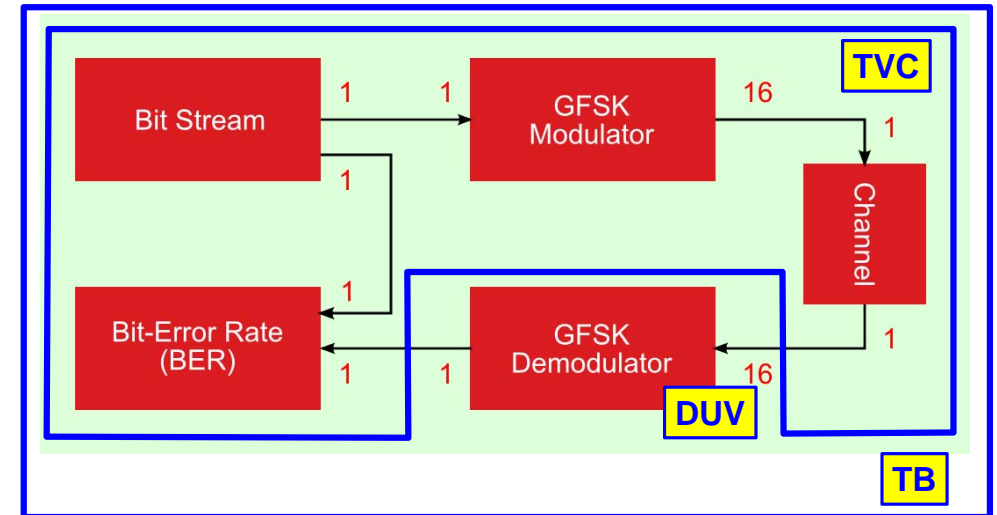 TVC
Bit Stream
1
1
GFSK
Modulator
16
1
1
Channel
1
Bit-Error Rate
(BER)
1
1
GFSK
Demodulator
1
16
DUV
TB